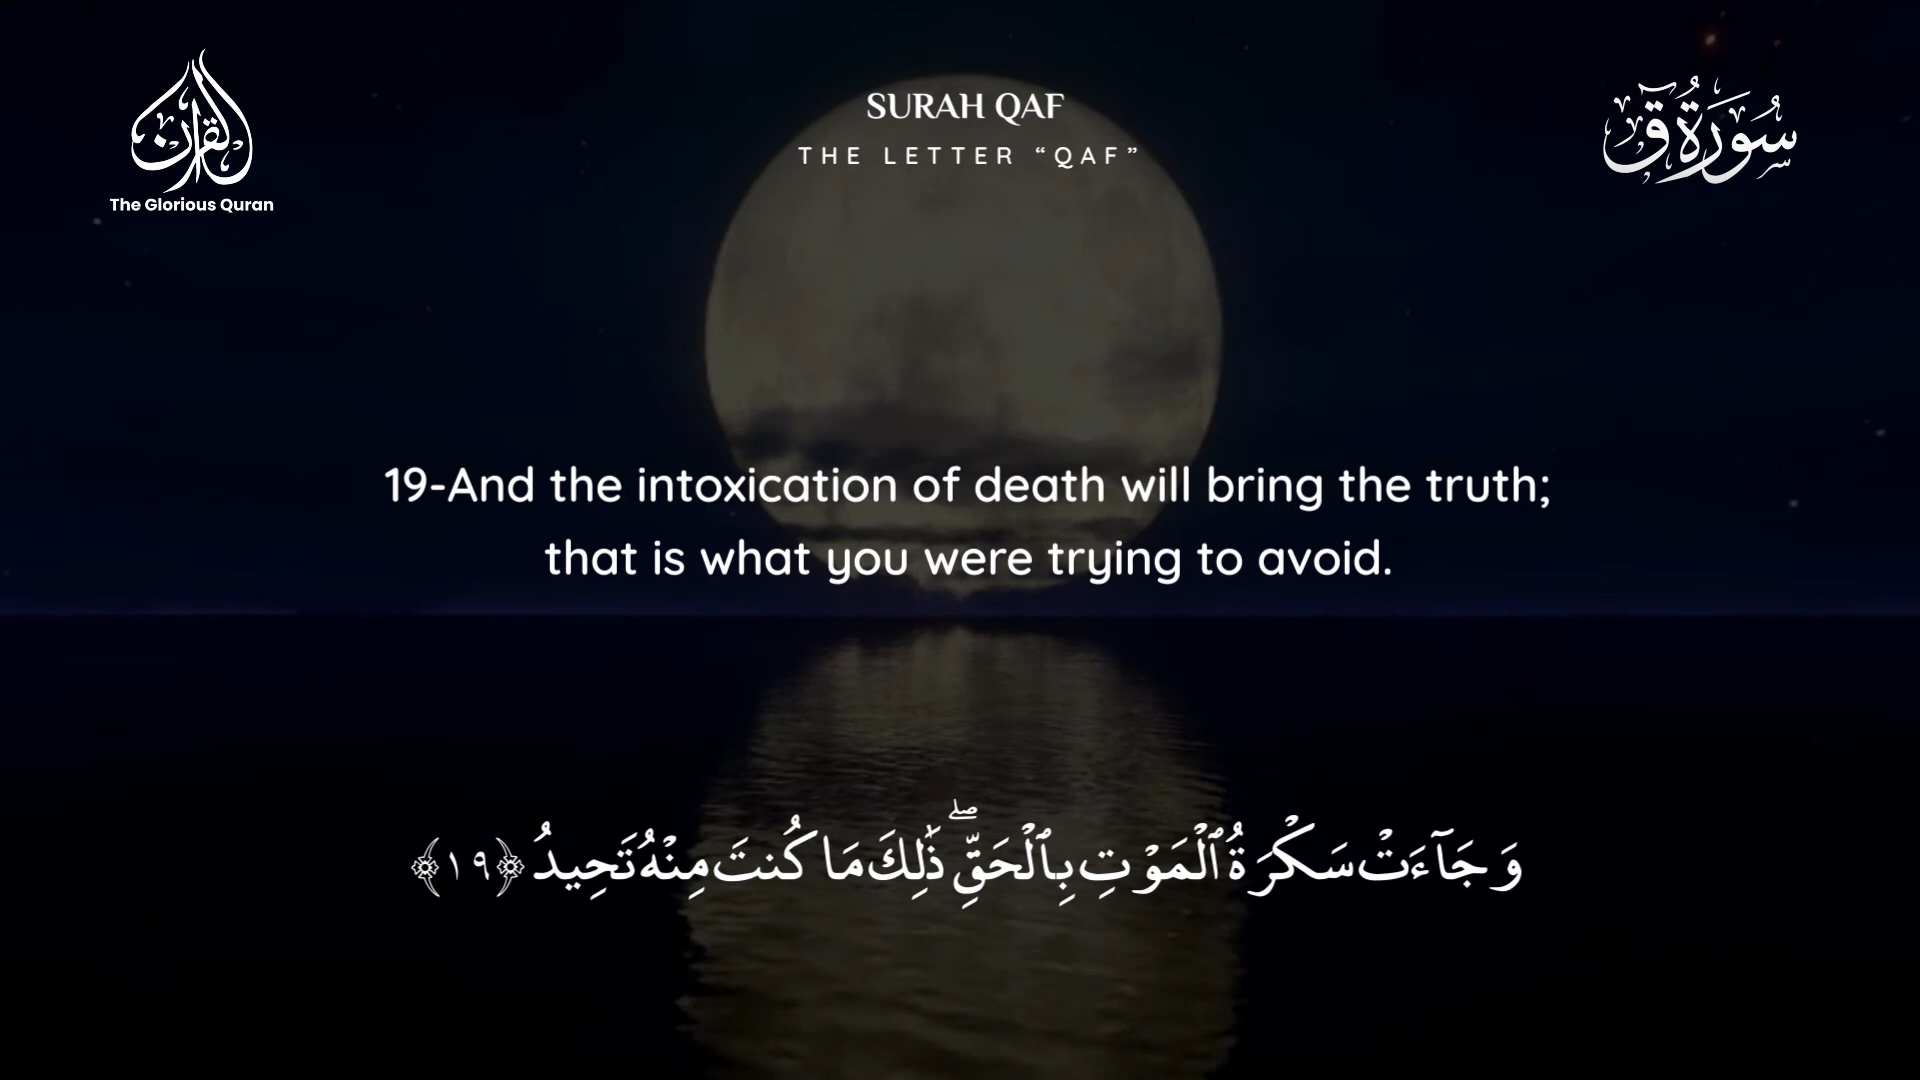 القرآن
The Glorious Quran
SURAH QAF
THE LETTER “QAF”
سُورَةُ قٓ
19-And the intoxication of death will bring the truth;
that is what you were trying to avoid.
وَجَآءَتْ سَكْرَةُ ٱلْمَوْتِ بِٱلْحَقِّ ۖ ذَٰلِكَ مَا كُنتَ مِنْهُ تَحِيدُ ﴿١٩﴾